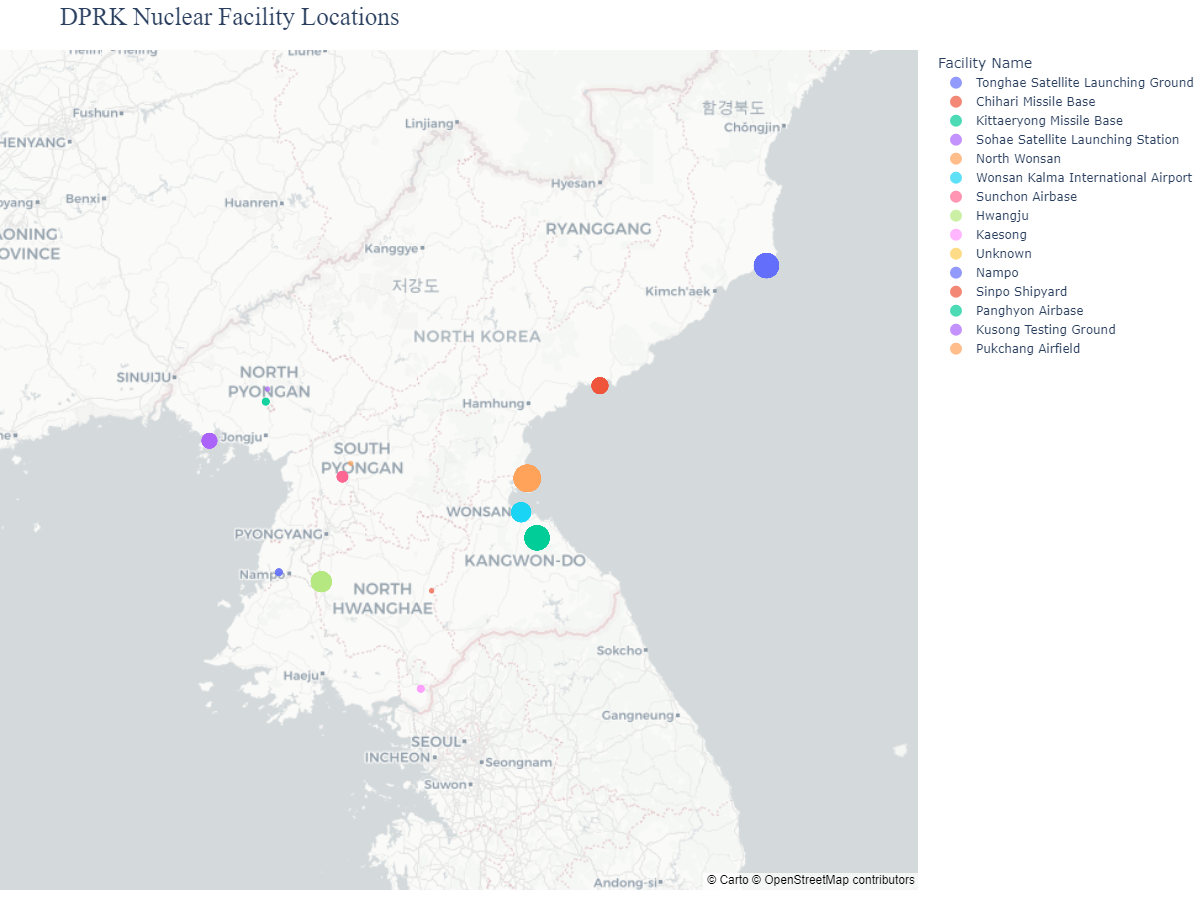 DPRK Nuclear Facility Locations
Liuhe
함경북도
Fushun
Linjiang
Chŏngjin
HENYANG
Hyesan
Benxi
Huanren
RYANGGANG
Kanggye
AONING
OVINCE
저강도
Kimch'aek
NORTH KOREA
SINUIJU
NORTH
PYONGAN
Hamhung
Jongju
SOUTH
PYONGAN
WONSAN
PYONGYANG
KANGWON-DO
Nampo
NORTH
HWANGHAE
Sokcho
Haeju
Gangneung
SEOUL
INCHEON
Seongnam
Suwon
Andong-si
© Carto © OpenStreetMap contributors
Facility Name
Tonghae Satellite Launching Ground
Chihari Missile Base
Kittaeryong Missile Base
Sohae Satellite Launching Station
North Wonsan
Wonsan Kalma International Airport
Sunchon Airbase
Hwangju
Kaesong
Unknown
Nampo
Sinpo Shipyard
Panghyon Airbase
Kusong Testing Ground
Pukchang Airfield